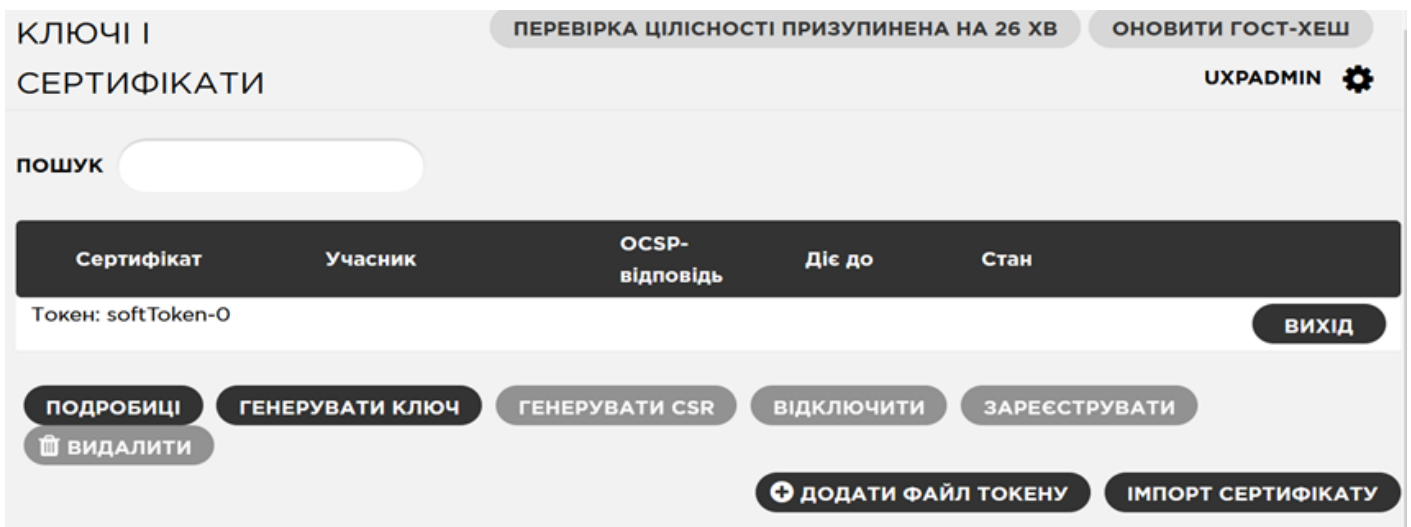 КЛЮЧІ І
СЕРТИФІКАТИ
ПЕРЕВІРКА ЦІЛІСНОСТІ ПРИЗУПИНЕНА НА 26 ХВ
ОНОВИТИ ГОСТ-ХЕШ
UXPADMIN
ПОШУК
Сертифікат Учасник OCSP-відповідь Діє до Стан
Токен: softToken-0
ВИХІД
ПОДРОБИЦІ ГЕНЕРУВАТИ КЛЮЧ ГЕНЕРУВАТИ CSR ВІДКЛЮЧИТИ ЗАРЕЄСТРУВАТИ
ВИДАЛИТИ
ДОДАТИ ФАЙЛ ТОКЕНУ ІМПОРТ СЕРТИФІКАТУ